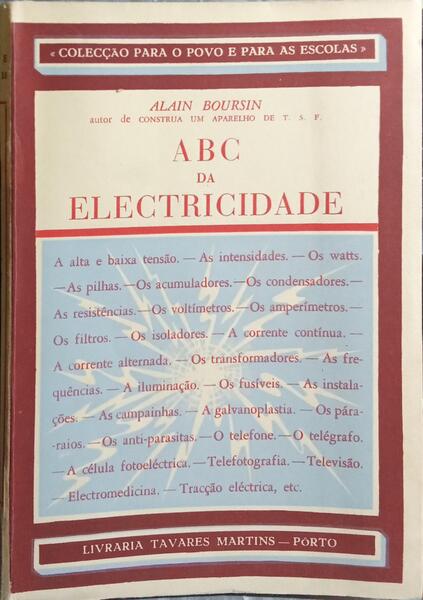 « COLECÇÃO PARA O POVO E PARA AS ESCOLAS »
ALAIN BOURSIN
autor de CONSTRUA UM APARELHO DE T. S. F.
ABC
DA
ELECTRICIDADE
A alta e baixa tensão. — As intensidades. — Os watts.
— As pilhas. — Os acumuladores. — Os condensadores. —
As resistências. — Os voltímetros. — Os amperímetros. —
Os filtros. — Os isoladores. — A corrente contínua. —
A corrente alternada. — Os transformadores. — As fre-
quências. — A iluminação. — Os fusíveis. — As instala-
ções. — As campainhas. — A galvanoplastia. — Os pára-
-raios. — Os anti-parasitas. — O telefone. — O telégrafo.
— A célula fotoeléctrica. — Telefotografia. — Televisão.
— Electromedicina. — Tracção eléctrica, etc.
LIVRARIA TAVARES MARTINS — PÔRTO